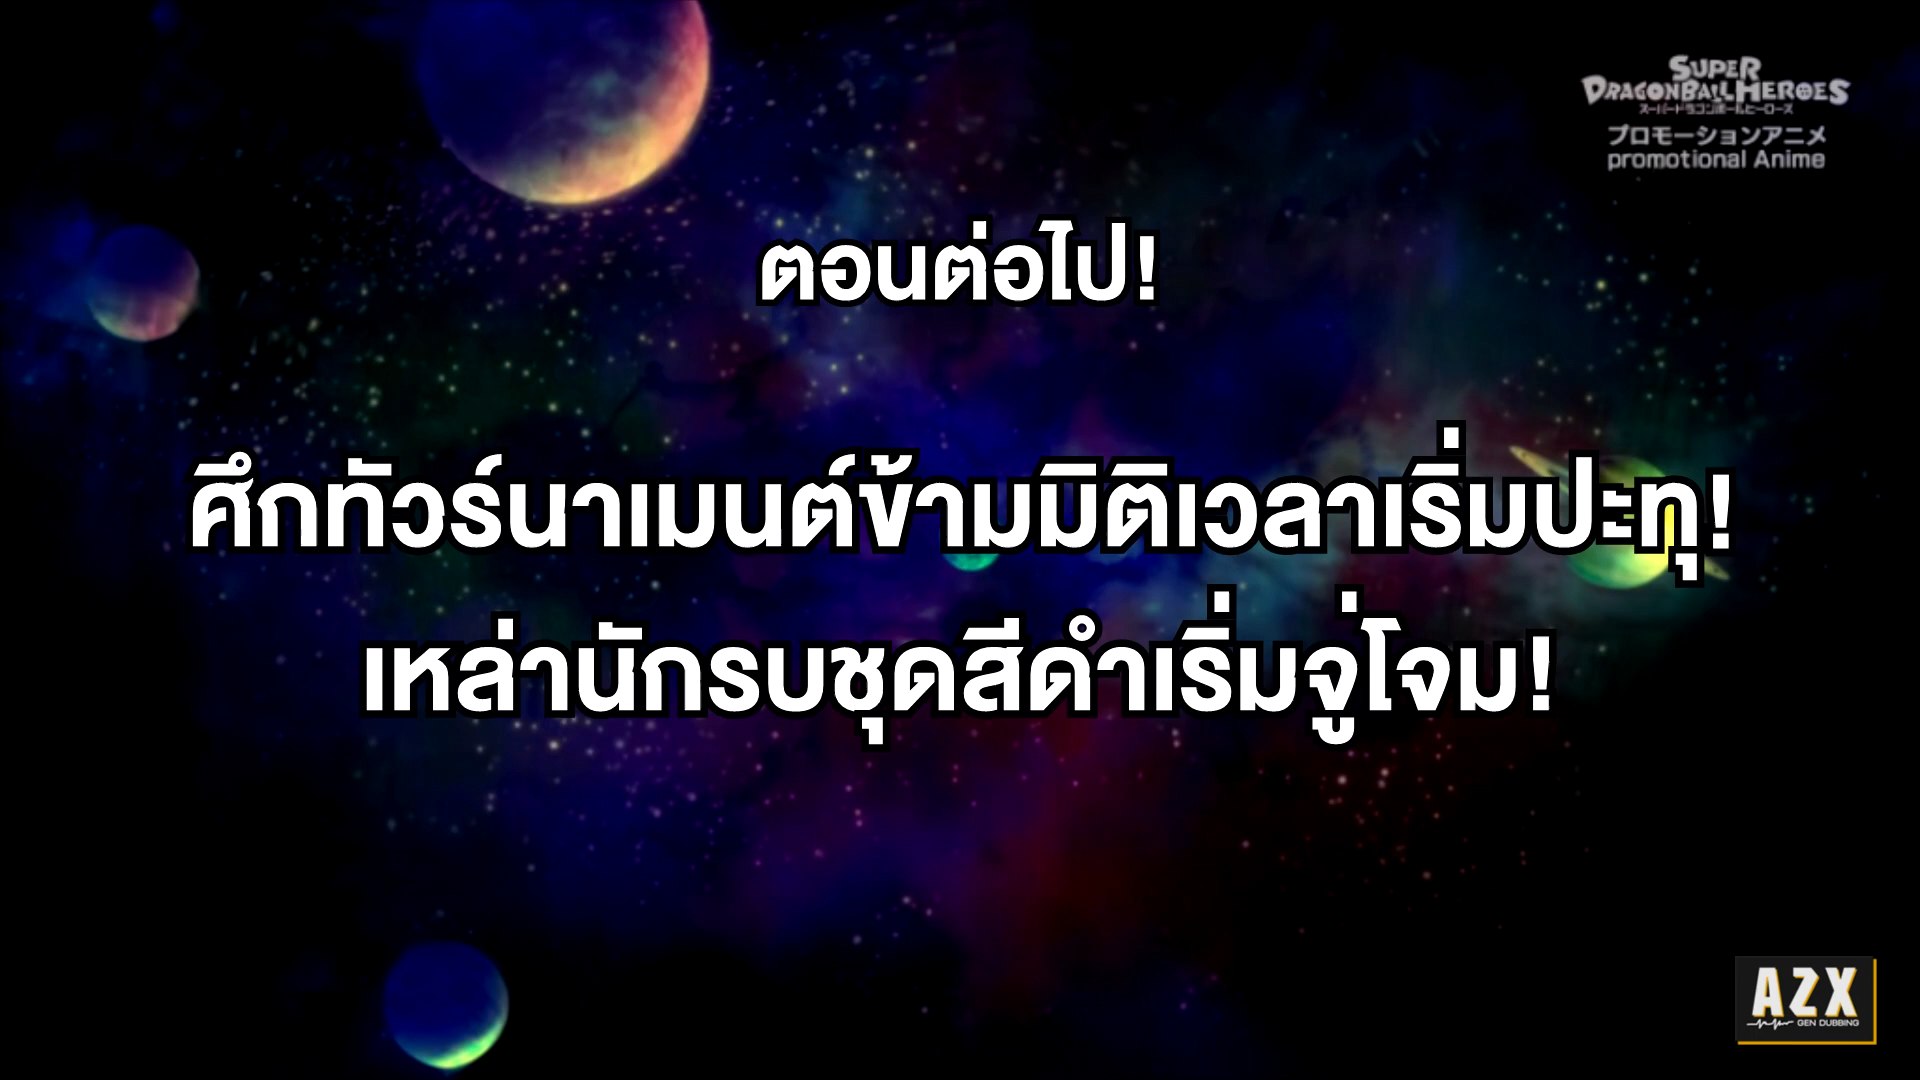 SUPER
DRAGONBALL HEROES
スーパードラゴンボールヒーローズ
プロモーションアニメ
promotional Anime
ตอนต่อไป!
ศึกทัวร์นาเมนต์ข้ามมิติเวลาเริ่มปะทุ!
เหล่านักรบชุดสีดำเริ่มจู่โจม!
AZX
GEN DUBBING